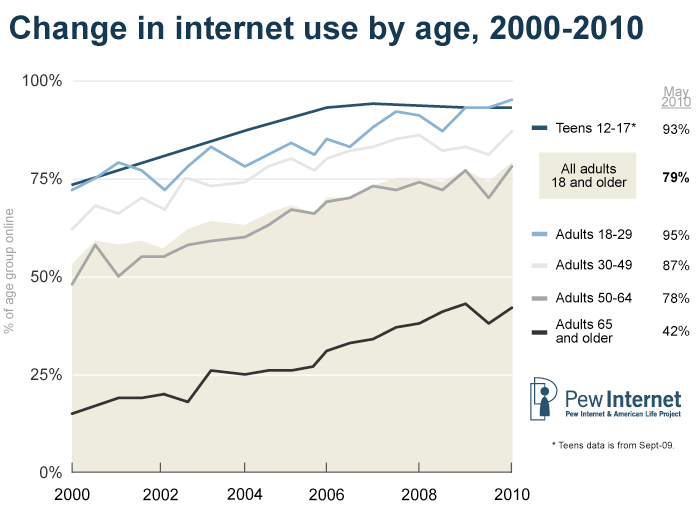 Change in internet use by age, 2000-2010
% of age group online
100%
75%
50%
25%
0%
2000
2002
2004
2006
2008
2010
May
2010
Teens 12-17* 93%
All adults
18 and older 79%
Adults 18-29 95%
Adults 30-49 87%
Adults 50-64 78%
Adults 65
and older 42%
Pew Internet
Pew Internet & American Life Project
* Teens data is from Sept-09.